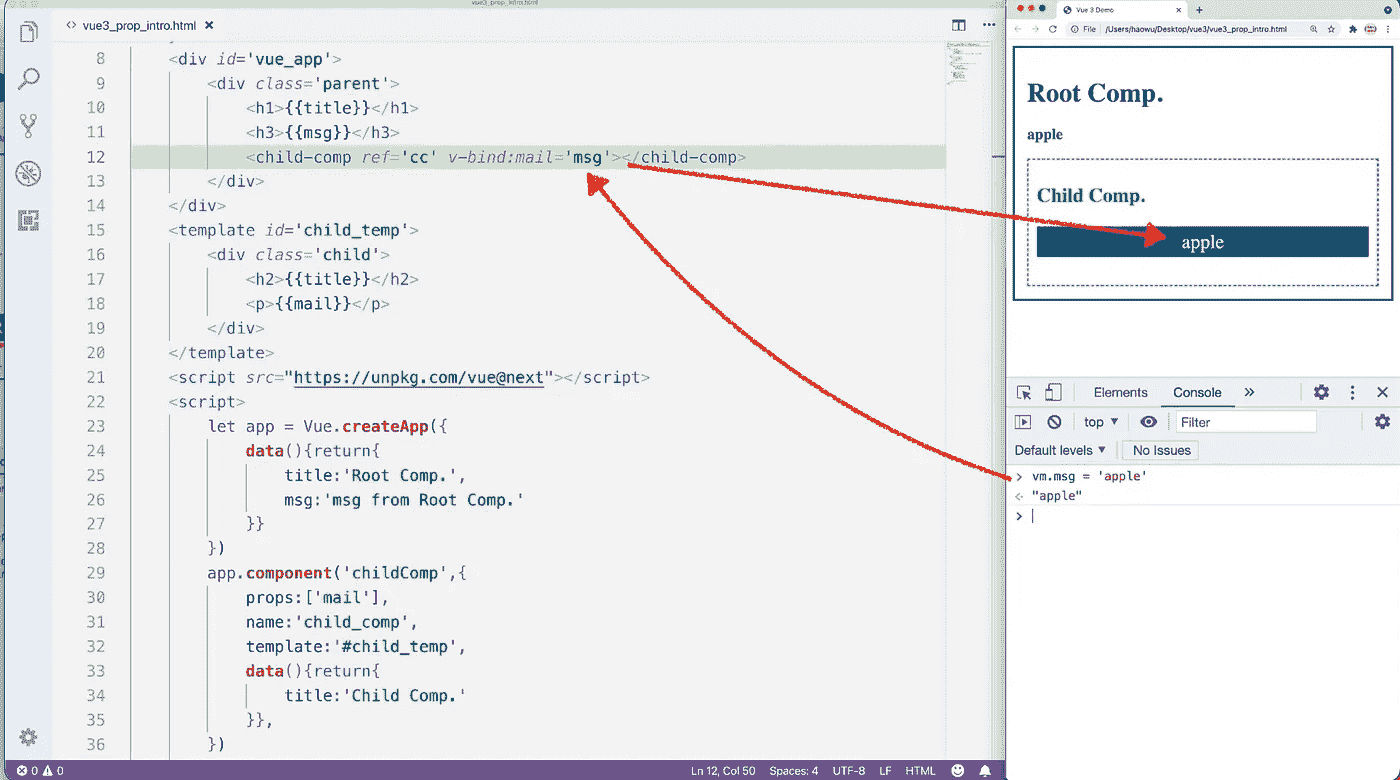 vue3_prop_intro.html
<> vue3_prop_intro.html ×
8 <div id='vue_app'>
9 <div class='parent'>
10 <h1>{{title}}</h1>
11 <h3>{{msg}}</h3>
12 <child-comp ref='cc' v-bind:mail='msg'></child-comp>
13 </div>
14 </div>
15 <template id='child_temp'>
16 <div class='child'>
17 <h2>{{title}}</h2>
18 <p>{{mail}}</p>
19 </div>
20 </template>
21 <script src="https://unpkg.com/vue@next"></script>
22 <script>
23 let app = Vue.createApp({
24 data(){return{
25 title:'Root Comp.',
26 msg:'msg from Root Comp.'
27 }}
28 })
29 app.component('childComp',{
30 props:['mail'],
31 name:'child_comp',
32 template:'#child_temp',
33 data(){return{
34 title:'Child Comp.'
35 }},
36 })
0 0
Ln 12, Col 50 Spaces: 4 UTF-8 LF HTML
Vue 3 Demo
File /Users/haowu/Desktop/vue3/vue3_prop_intro.html
Root Comp.
apple
Child Comp.
apple
Elements Console »
top ▼ Filter
Default levels ▼ No Issues
> vm.msg = 'apple'
"apple"
>